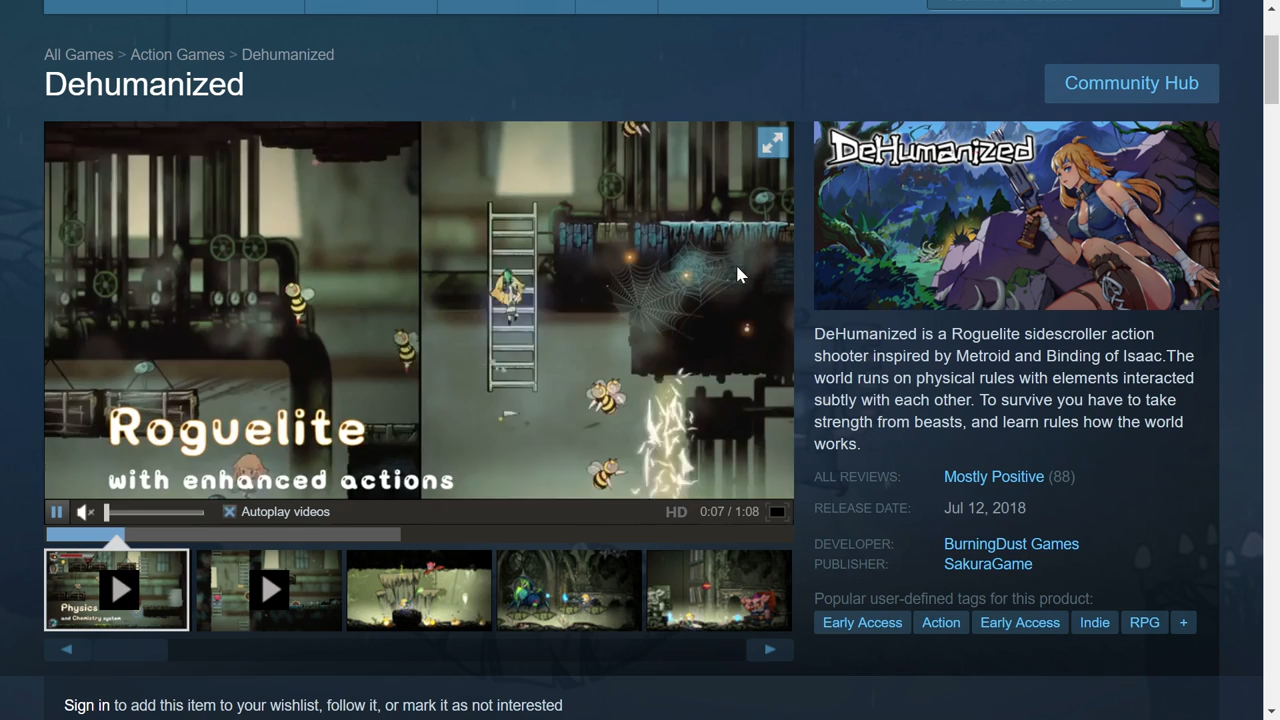 All Games > Action Games > Dehumanized
Dehumanized
Community Hub
Roguelite
with enhanced actions
Autoplay videos
HD 0:07 / 1:08
Physics
and Chemistry system
DeHumanized
DeHumanized is a Roguelite sidescroller action
shooter inspired by Metroid and Binding of Isaac.The
world runs on physical rules with elements interacted
subtly with each other. To survive you have to take
strength from beasts, and learn rules how the world
works.
ALL REVIEWS: Mostly Positive (88)
RELEASE DATE: Jul 12, 2018
DEVELOPER: BurningDust Games
PUBLISHER: SakuraGame
Popular user-defined tags for this product:
Early Access Action Early Access Indie RPG +
Sign in to add this item to your wishlist, follow it, or mark it as not interested